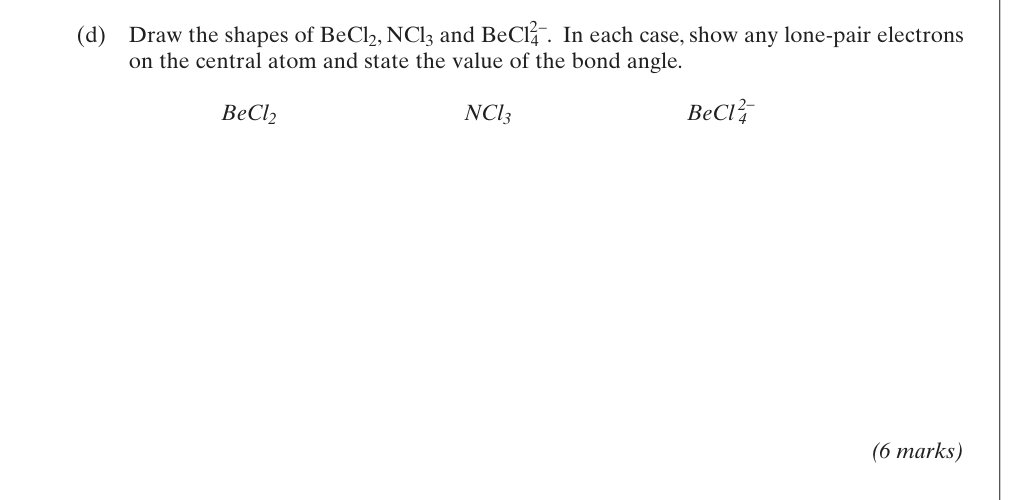 (d) Draw the shapes of BeCl₂, NCl₃ and BeCl₄²⁻. In each case, show any lone-pair electrons
on the central atom and state the value of the bond angle.
BeCl₂ NCl₃ BeCl₄²⁻
(6 marks)